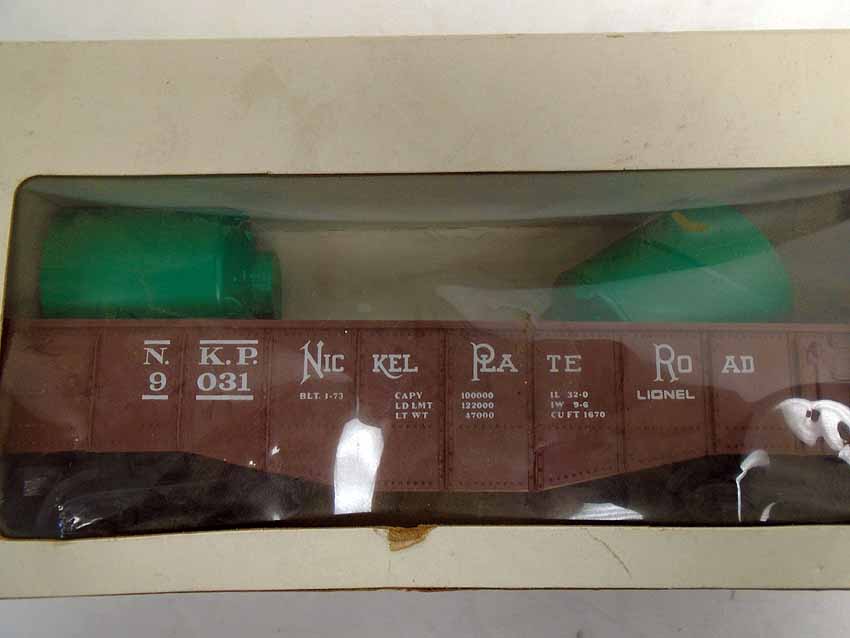 N. K.P. NICKEL PLATE ROAD
9 031
BLT. 1-73 CAPY 100000 IL 32-0 LIONEL
LD LMT 122000 IW 9-6
LT WT 47000 CU FT 1670